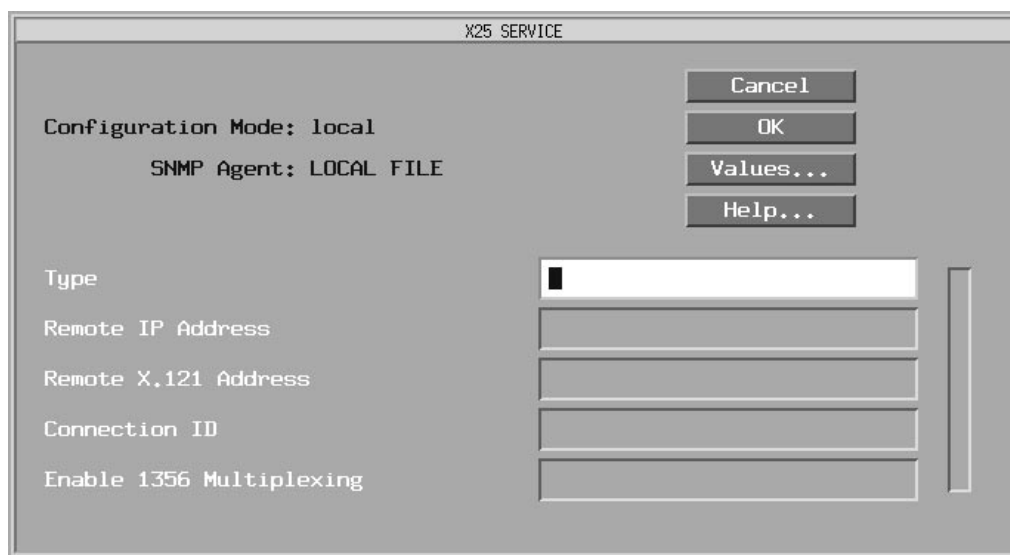 X25 SERVICE
Cancel
Configuration Mode: local
OK
SNMP Agent: LOCAL FILE
Values...
Help...
Type
Remote IP Address
Remote X.121 Address
Connection ID
Enable 1356 Multiplexing